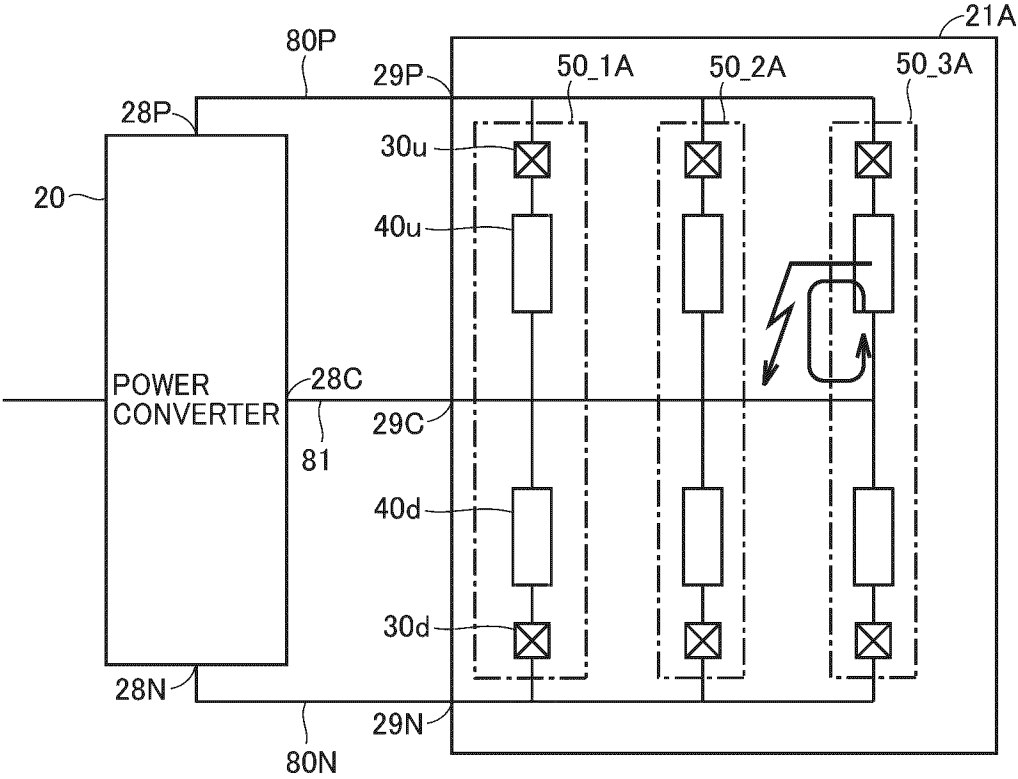 21A
80P
29P
50_1A
50_2A
50_3A
28P
30u
20
40u
POWER
CONVERTER
28C
81
29C
40d
30d
28N
29N
80N